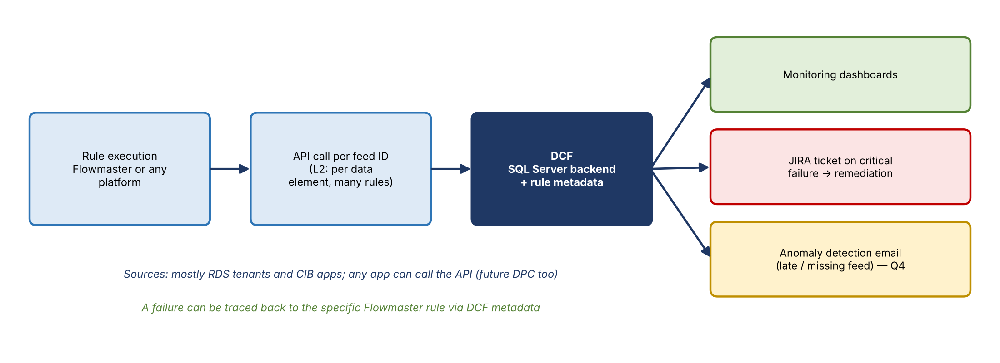 Rule execution
Flowmaster or any
platform
API call per feed ID
(L2: per data
element, many rules)
DCF
SQL Server backend
+ rule metadata
Monitoring dashboards
JIRA ticket on critical
failure → remediation
Anomaly detection email
(late / missing feed) — Q4
Sources: mostly RDS tenants and CIB apps; any app can call the API (future DPC too)
A failure can be traced back to the specific Flowmaster rule via DCF metadata